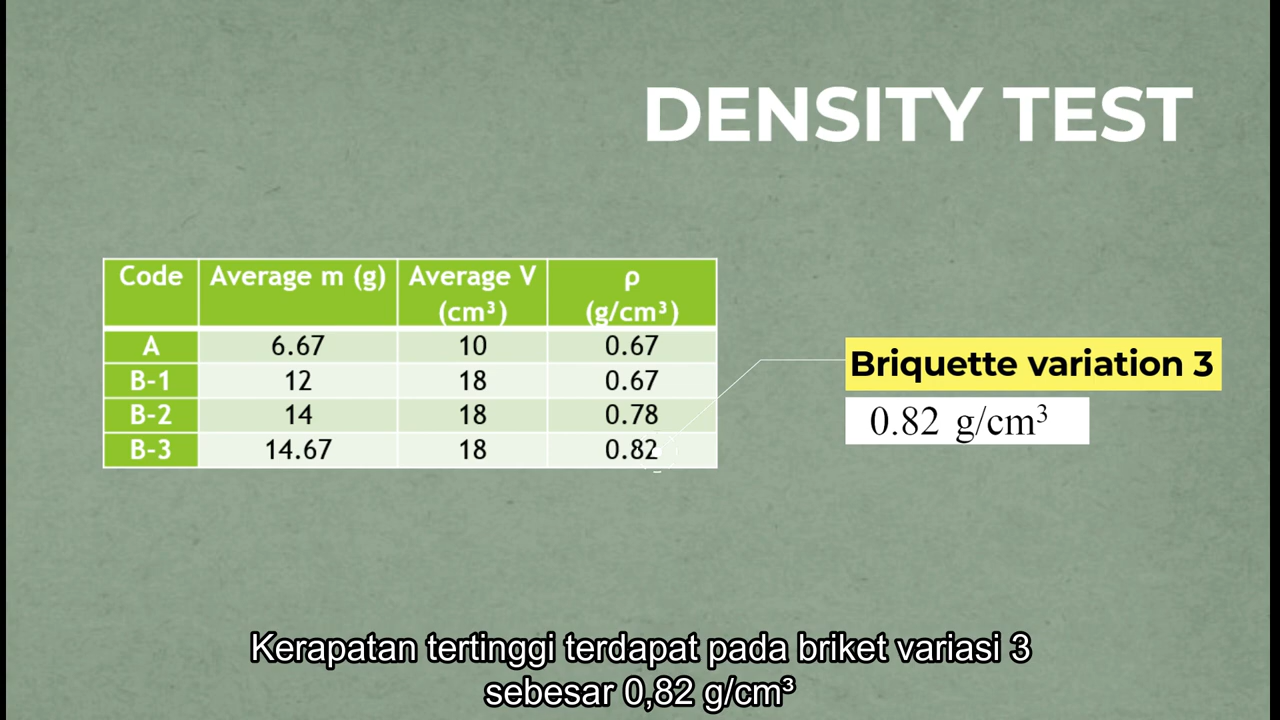 DENSITY TEST
Code Average m (g) Average V (cm³) ρ (g/cm³)
A 6.67 10 0.67
B-1 12 18 0.67
B-2 14 18 0.78
B-3 14.67 18 0.82
Briquette variation 3
0.82 g/cm³
Kerapatan tertinggi terdapat pada briket variasi 3
sebesar 0,82 g/cm³